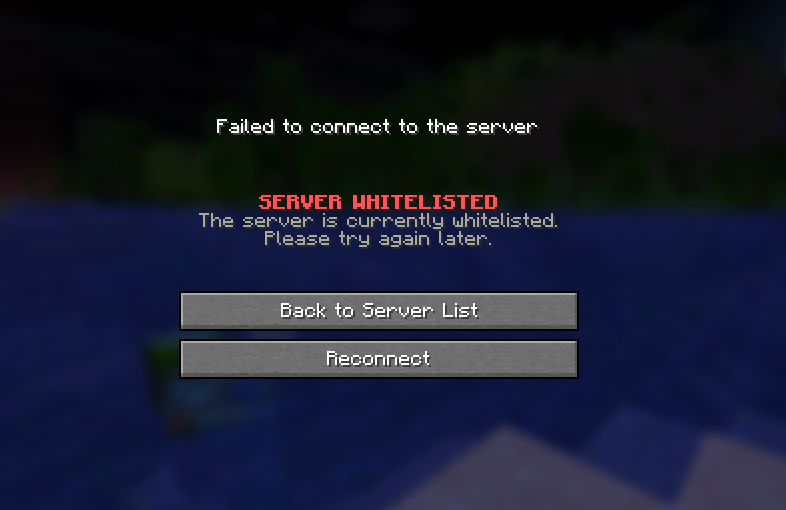 Failed to connect to the server
SERVER WHITELISTED
The server is currently whitelisted.
Please try again later.
Back to Server List
Reconnect